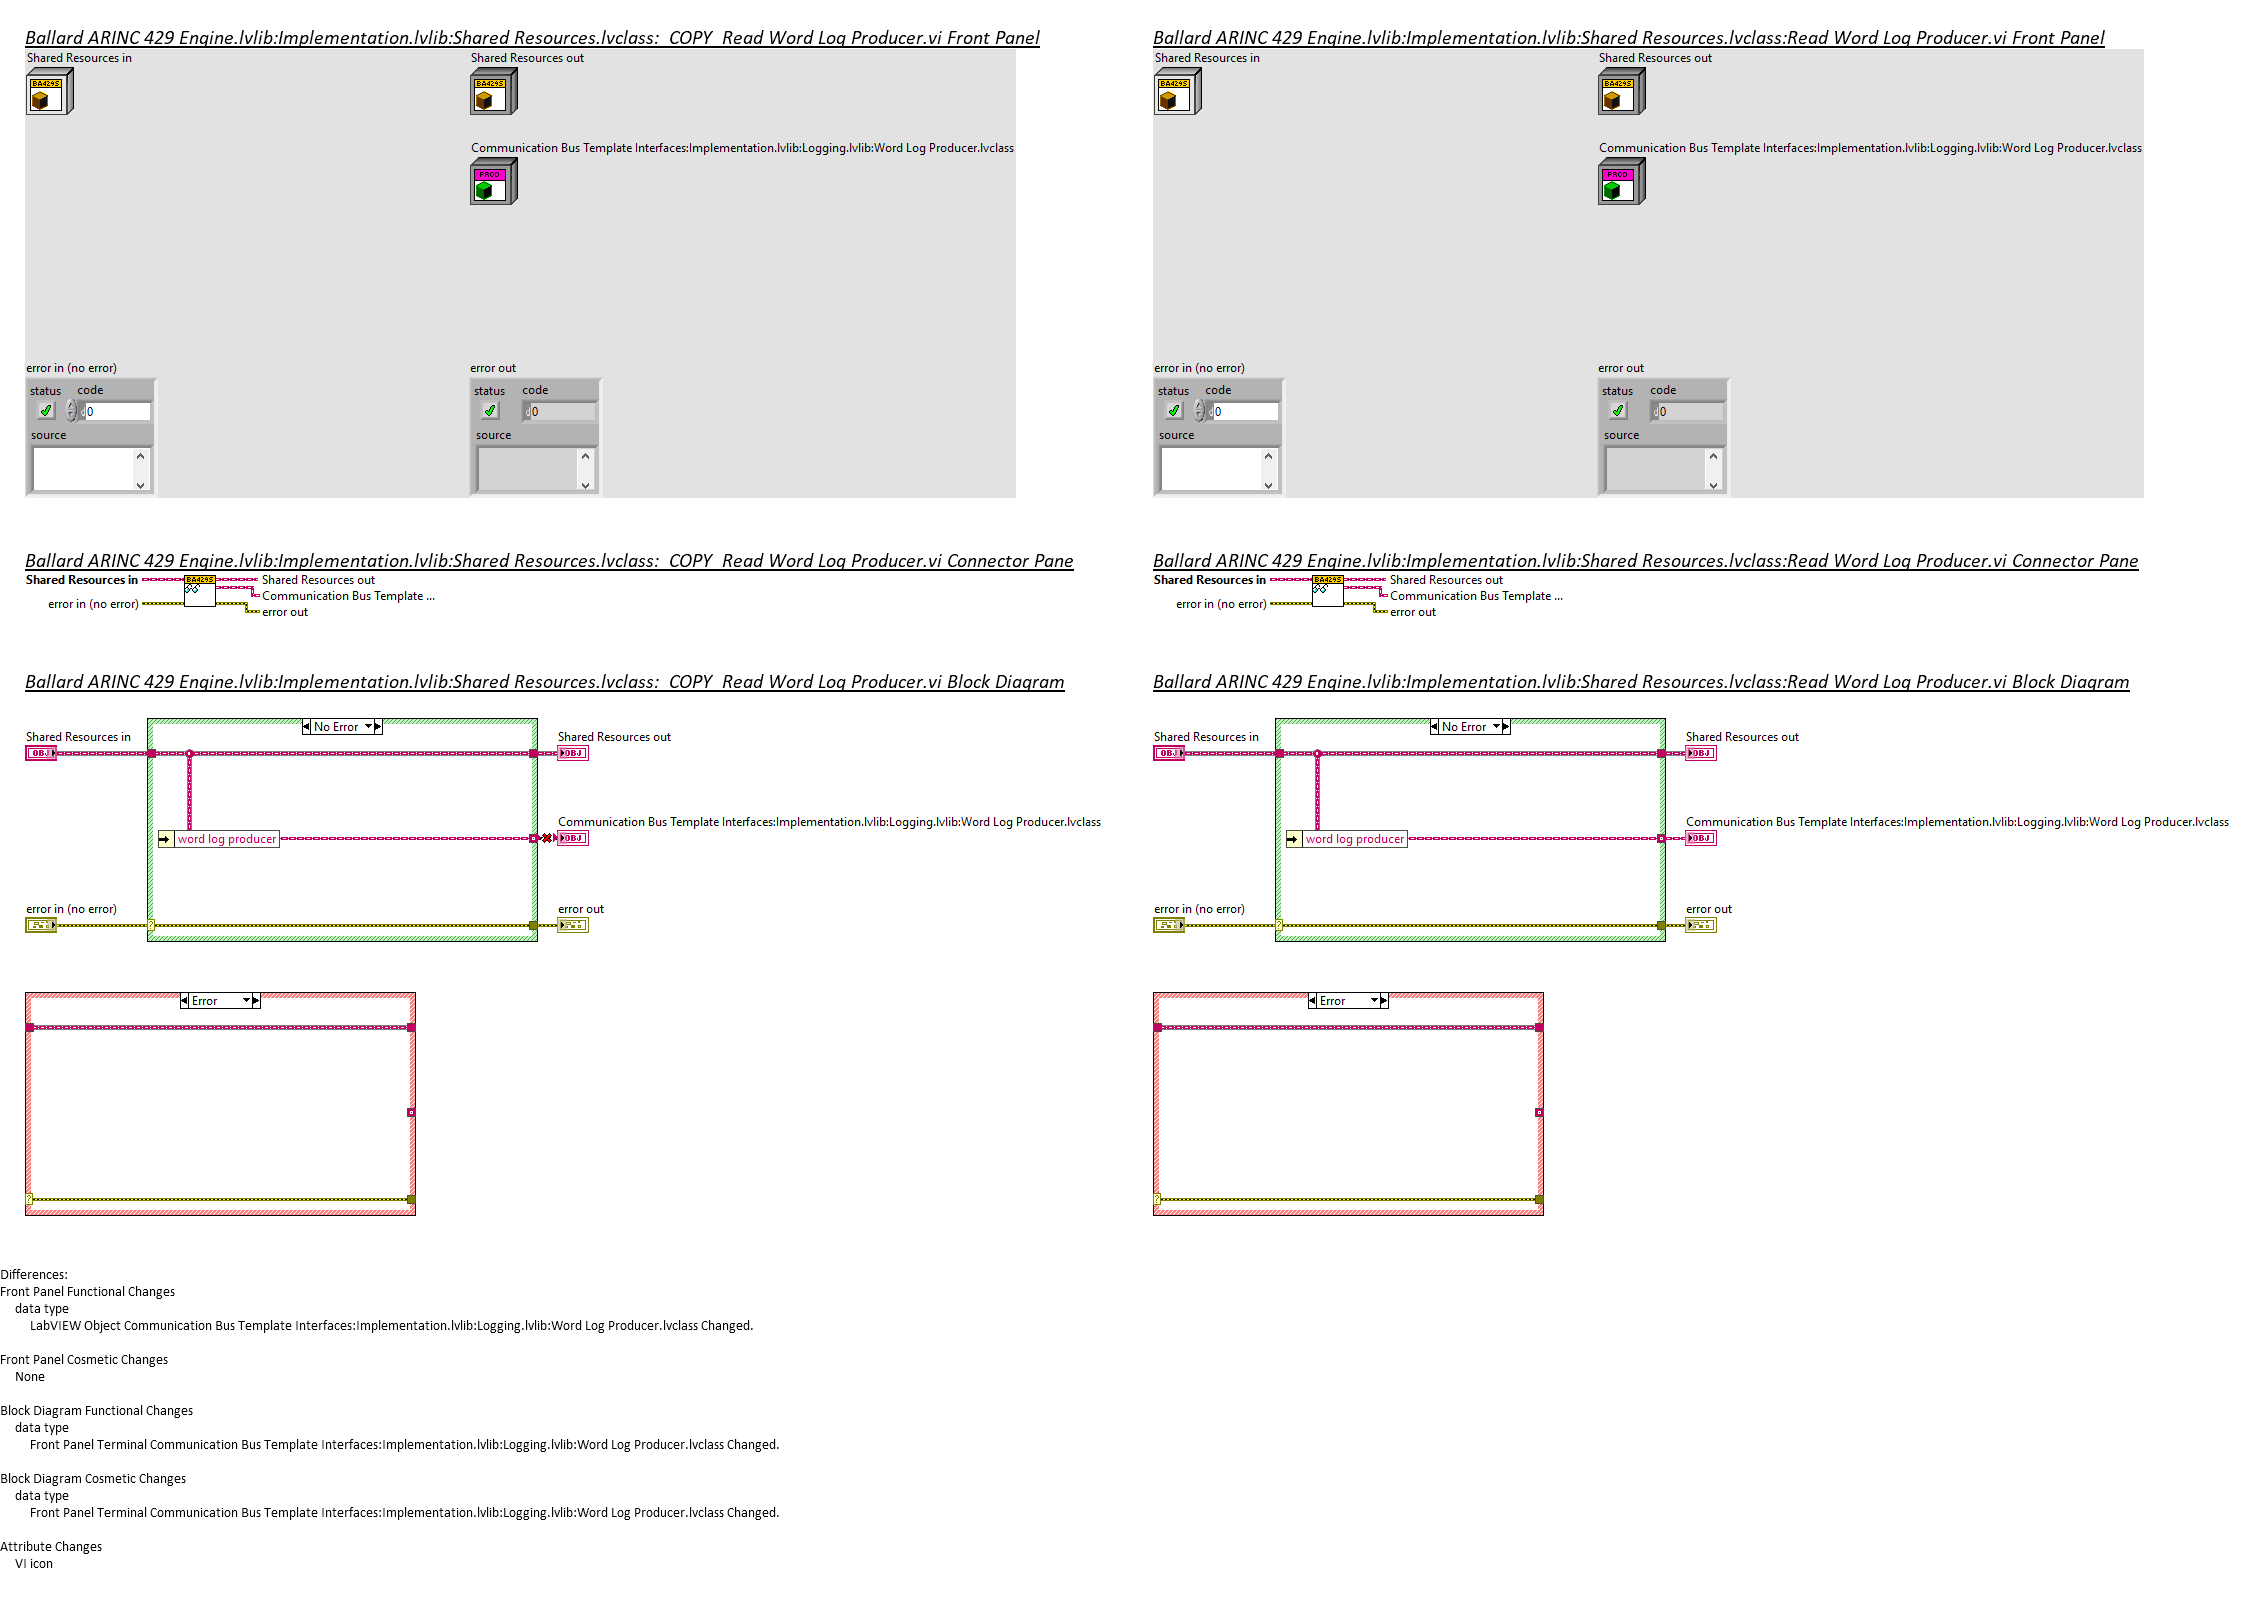 Ballard ARINC 429 Engine.lvlib:Implementation.lvlib:Shared Resources.lvclass:  COPY  Read Word Log Producer.vi Front Panel
Shared Resources in
BA429S
Shared Resources out
BA429S
Communication Bus Template Interfaces:Implementation.lvlib:Logging.lvlib:Word Log Producer.lvclass
PROD
error in (no error)
status code
d 0
source
error out
status code
d 0
source
Ballard ARINC 429 Engine.lvlib:Implementation.lvlib:Shared Resources.lvclass:  COPY  Read Word Log Producer.vi Connector Pane
Shared Resources in
BA429S
Shared Resources out
Communication Bus Template ...
error in (no error)
error out
Ballard ARINC 429 Engine.lvlib:Implementation.lvlib:Shared Resources.lvclass:  COPY  Read Word Log Producer.vi Block Diagram
No Error
Shared Resources in
OBJ
Shared Resources out
OBJ
Communication Bus Template Interfaces:Implementation.lvlib:Logging.lvlib:Word Log Producer.lvclass
word log producer
OBJ
error in (no error)
?
error out
Error
?
Ballard ARINC 429 Engine.lvlib:Implementation.lvlib:Shared Resources.lvclass:Read Word Log Producer.vi Front Panel
Shared Resources in
BA429S
Shared Resources out
BA429S
Communication Bus Template Interfaces:Implementation.lvlib:Logging.lvlib:Word Log Producer.lvclass
PROD
error in (no error)
status code
d 0
source
error out
status code
d 0
source
Ballard ARINC 429 Engine.lvlib:Implementation.lvlib:Shared Resources.lvclass:Read Word Log Producer.vi Connector Pane
Shared Resources in
BA429S
Shared Resources out
Communication Bus Template ...
error in (no error)
error out
Ballard ARINC 429 Engine.lvlib:Implementation.lvlib:Shared Resources.lvclass:Read Word Log Producer.vi Block Diagram
No Error
Shared Resources in
OBJ
Shared Resources out
OBJ
Communication Bus Template Interfaces:Implementation.lvlib:Logging.lvlib:Word Log Producer.lvclass
word log producer
OBJ
error in (no error)
?
error out
Error
?
Differences:
Front Panel Functional Changes
data type
LabVIEW Object Communication Bus Template Interfaces:Implementation.lvlib:Logging.lvlib:Word Log Producer.lvclass Changed.
Front Panel Cosmetic Changes
None
Block Diagram Functional Changes
data type
Front Panel Terminal Communication Bus Template Interfaces:Implementation.lvlib:Logging.lvlib:Word Log Producer.lvclass Changed.
Block Diagram Cosmetic Changes
data type
Front Panel Terminal Communication Bus Template Interfaces:Implementation.lvlib:Logging.lvlib:Word Log Producer.lvclass Changed.
Attribute Changes
VI icon